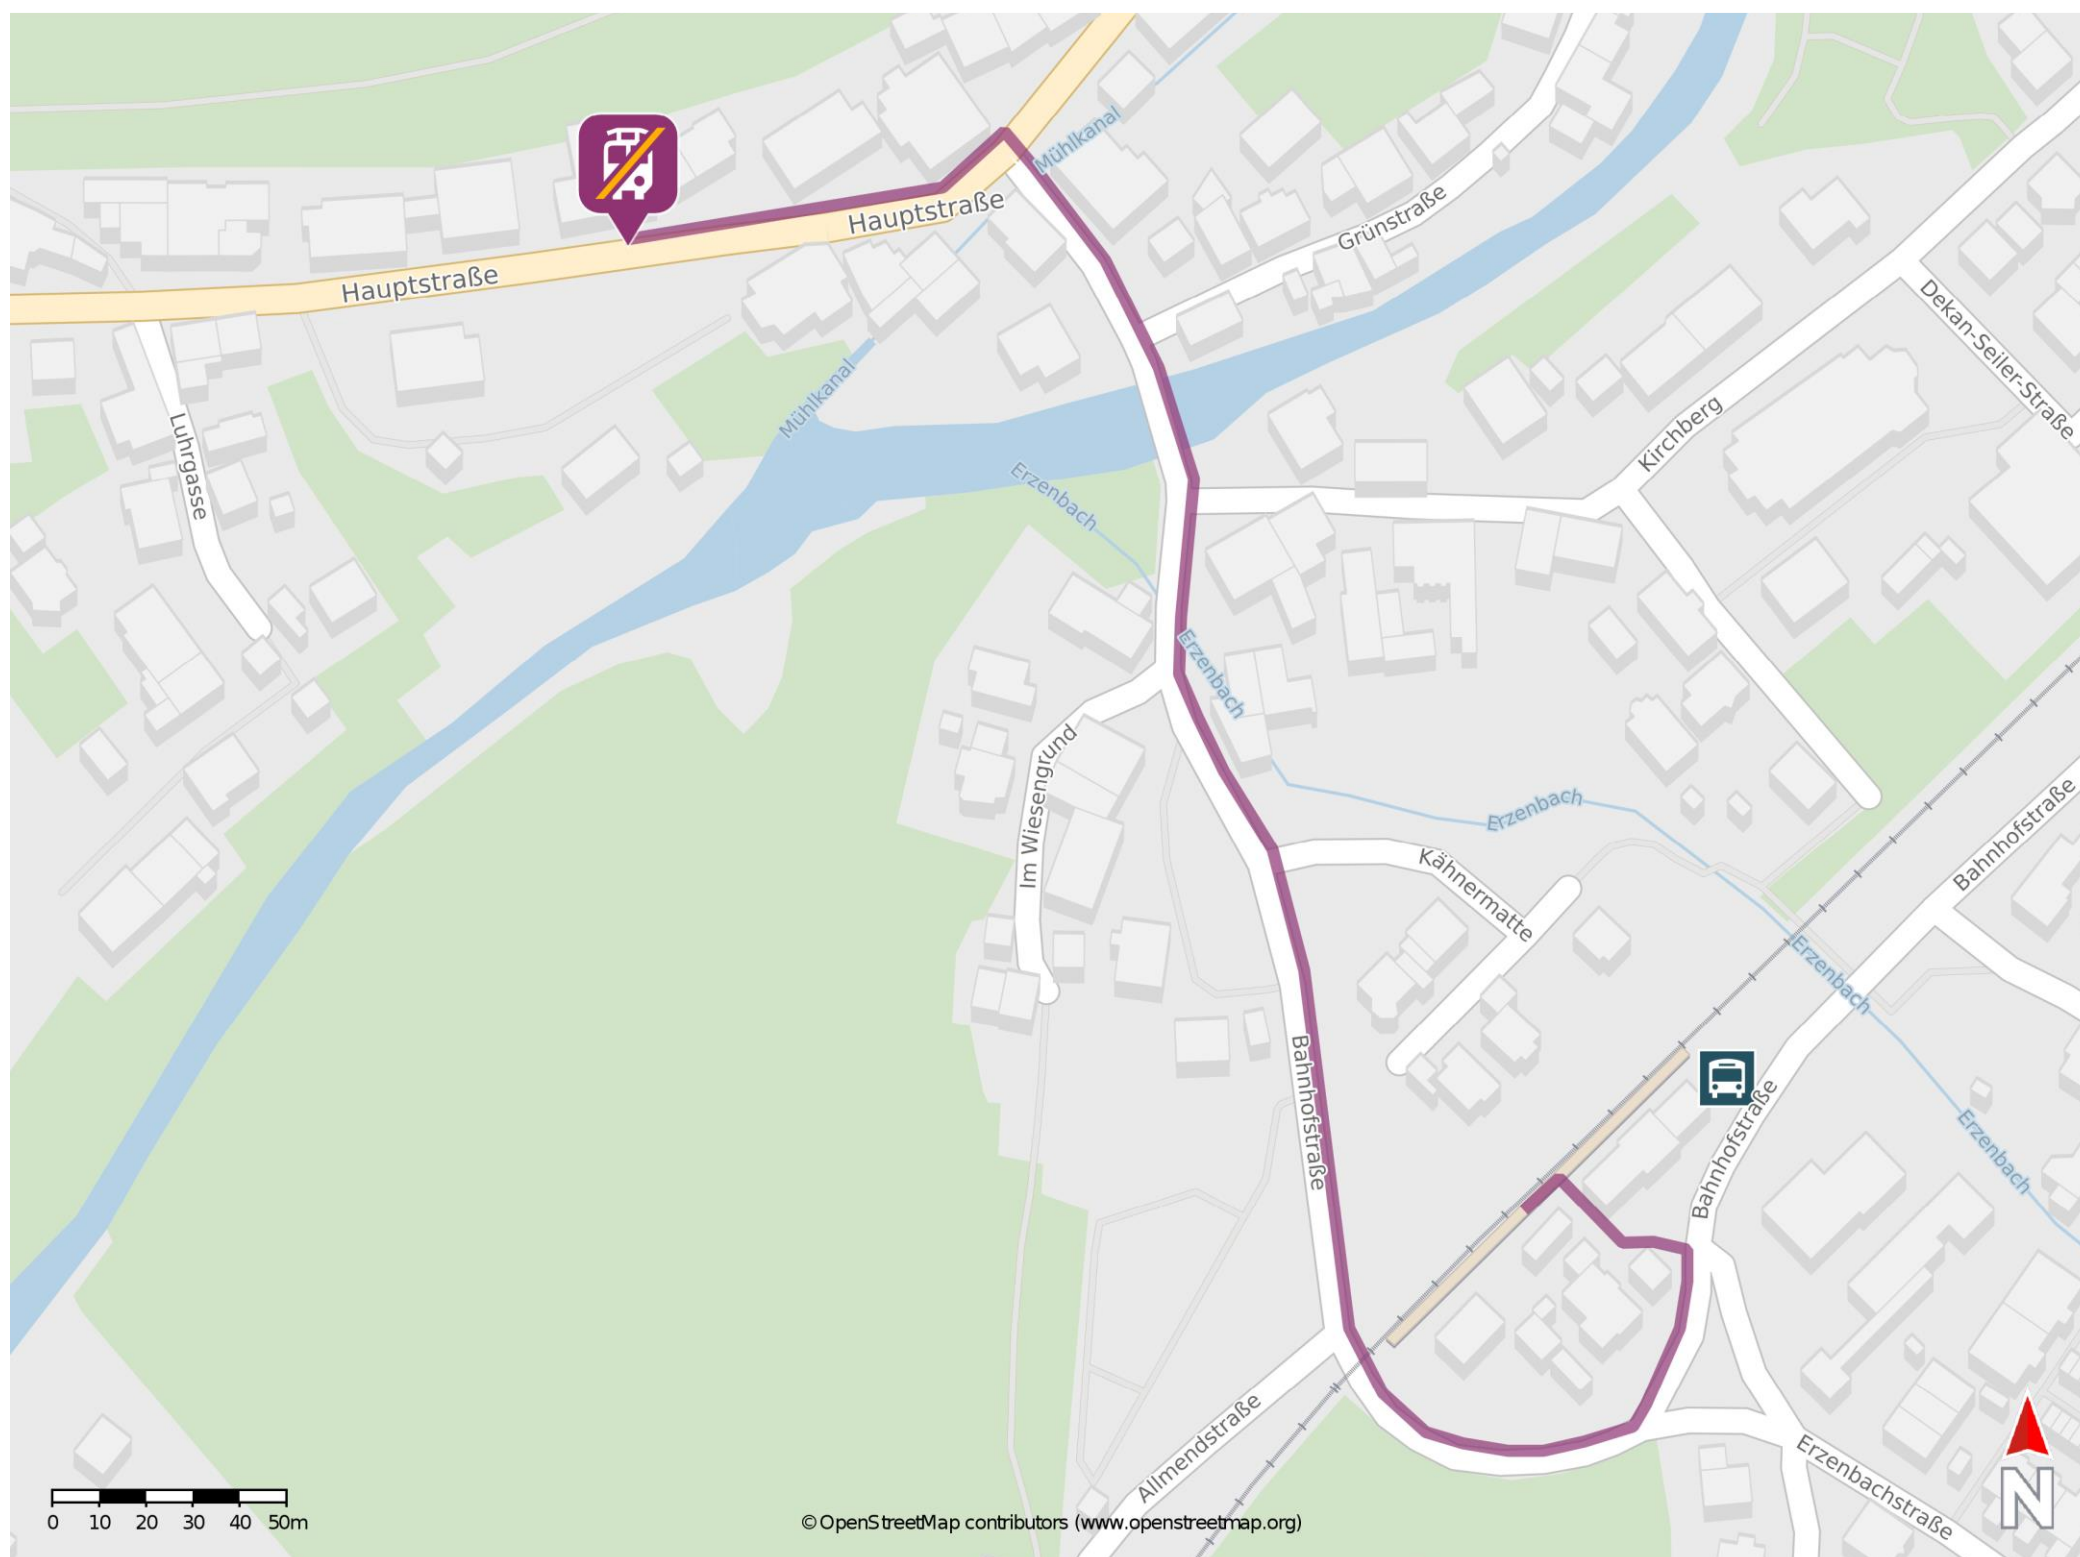 Mühlkanal
Hauptstraße
Grünstraße
Hauptstraße
Dekan-Seiler-Straße
Mühlkanal
Luhrgasse
Kirchberg
Erzenbach
Erzenbach
Im Wiesengrund
Erzenbach
Bahnhofstraße
Kähnermatte
Erzenbach
Bahnhofstraße
Bahnhofstraße
Erzenbach
Allmendstraße
Erzenbachstraße
N
0 10 20 30 40 50m
© OpenStreetMap contributors (www.openstreetmap.org)